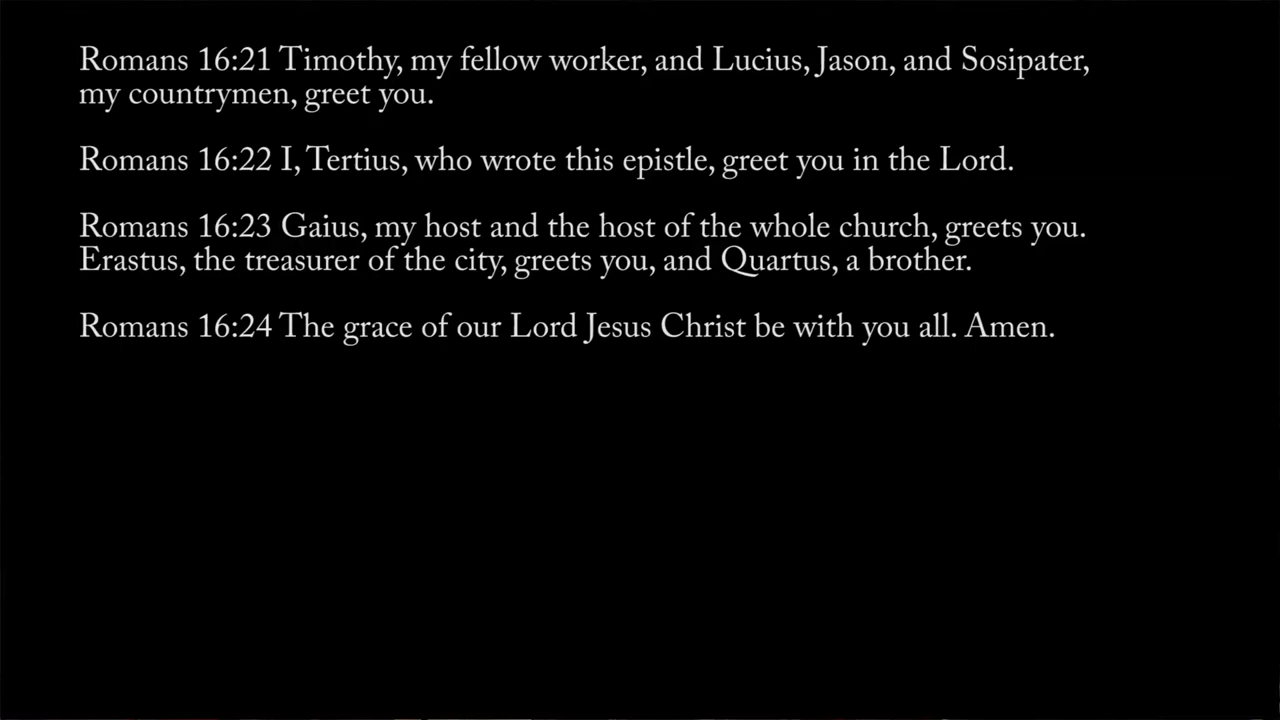 Romans 16:21 Timothy, my fellow worker, and Lucius, Jason, and Sosipater,
my countrymen, greet you.
Romans 16:22 I, Tertius, who wrote this epistle, greet you in the Lord.
Romans 16:23 Gaius, my host and the host of the whole church, greets you.
Erastus, the treasurer of the city, greets you, and Quartus, a brother.
Romans 16:24 The grace of our Lord Jesus Christ be with you all. Amen.